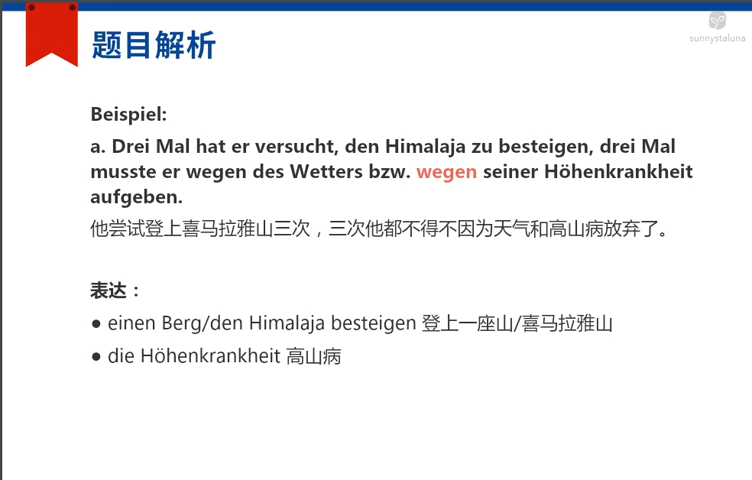 sunnystaluna
题目解析
Beispiel:
a. Drei Mal hat er versucht, den Himalaja zu besteigen, drei Mal
musste er wegen des Wetters bzw. wegen seiner Höhenkrankheit
aufgeben.
他尝试登上喜马拉雅山三次，三次他都不得不因为天气和高山病放弃了。
表达：
● einen Berg/den Himalaja besteigen 登上一座山/喜马拉雅山
● die Höhenkrankheit 高山病